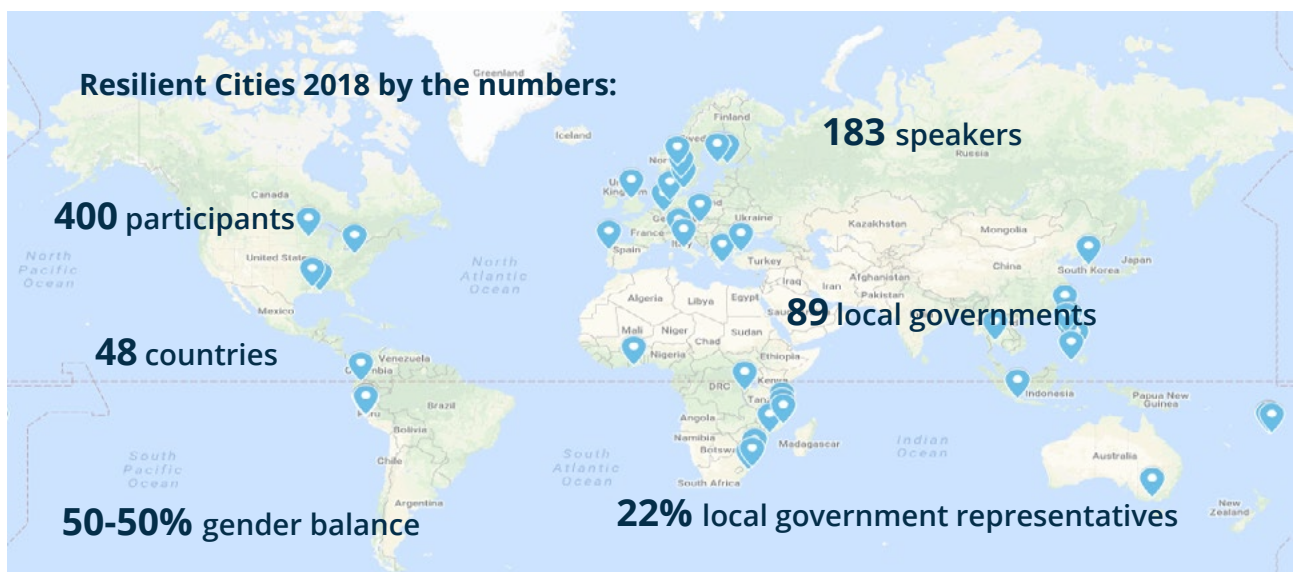 Resilient Cities 2018 by the numbers:
Greenland
Iceland
Finland
183 speakers
Russia
Canada
400 participants
Ukraine
Kazakhstan
Mongolia
France
Spain
Turkey
North
Pacific
Ocean
United State
North
Atlantic
Ocean
China
Japan
South Korea
Iraq
Iran
Afghanistan
Pakistan
Mexico
Algeria
Libya
Egypt
89 local governments
Mali
Niger
Chad
Sudan
48 countries
Venezuela
Nigeria
Ethiopia
DRC
Kenya
Indonesia
Papua New
Guinea
Brazil
Bolivia
Angola
Namibia
Botsw
Madagascar
South
Pacific
Ocean
South
Atlantic
Ocean
Indian
Ocean
Australia
Chile
South Africa
Argentina
New
Zealand
50-50% gender balance
22% local government representatives